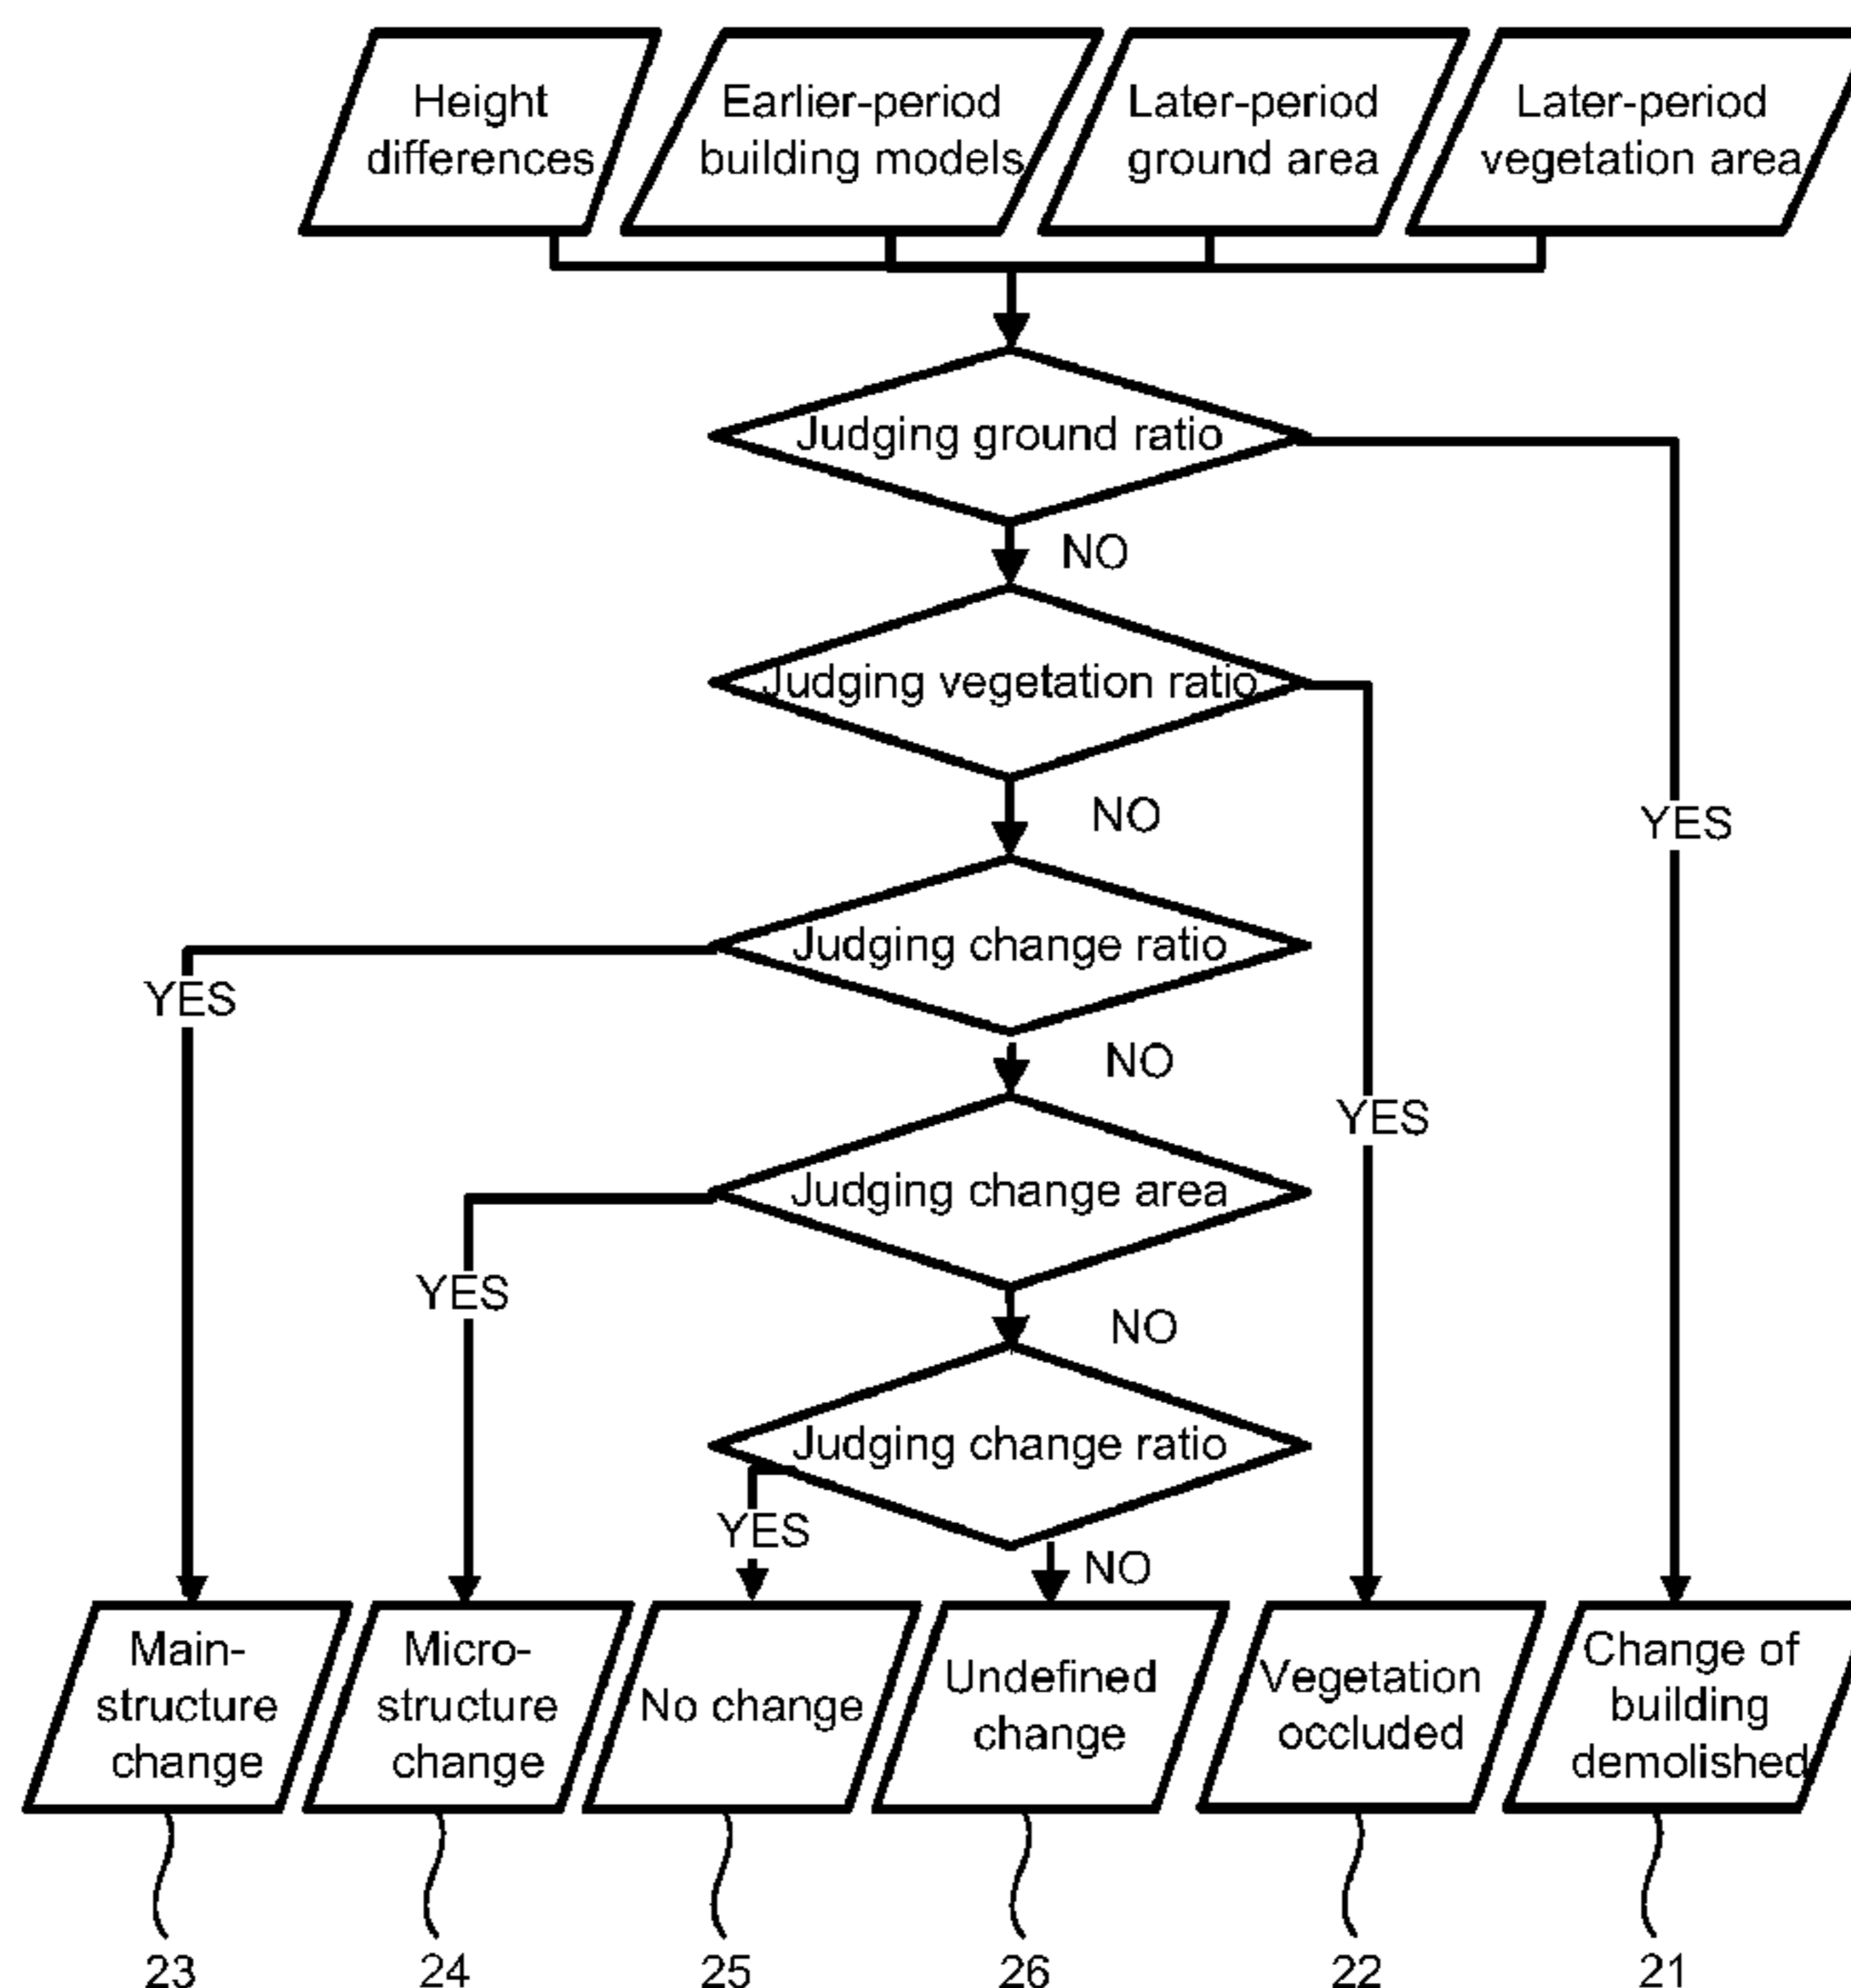 Height
differences
Earlier-period
building models
Later-period
ground area
Later-period
vegetation area
Judging ground ratio
NO
Judging vegetation ratio
NO
YES
Judging change ratio
YES
NO
YES
Judging change area
YES
NO
Judging change ratio
YES
NO
Main-
structure
change
Micro-
structure
change
No change
Undefined
change
Vegetation
occluded
Change of
building
demolished
23
24
25
26
22
21